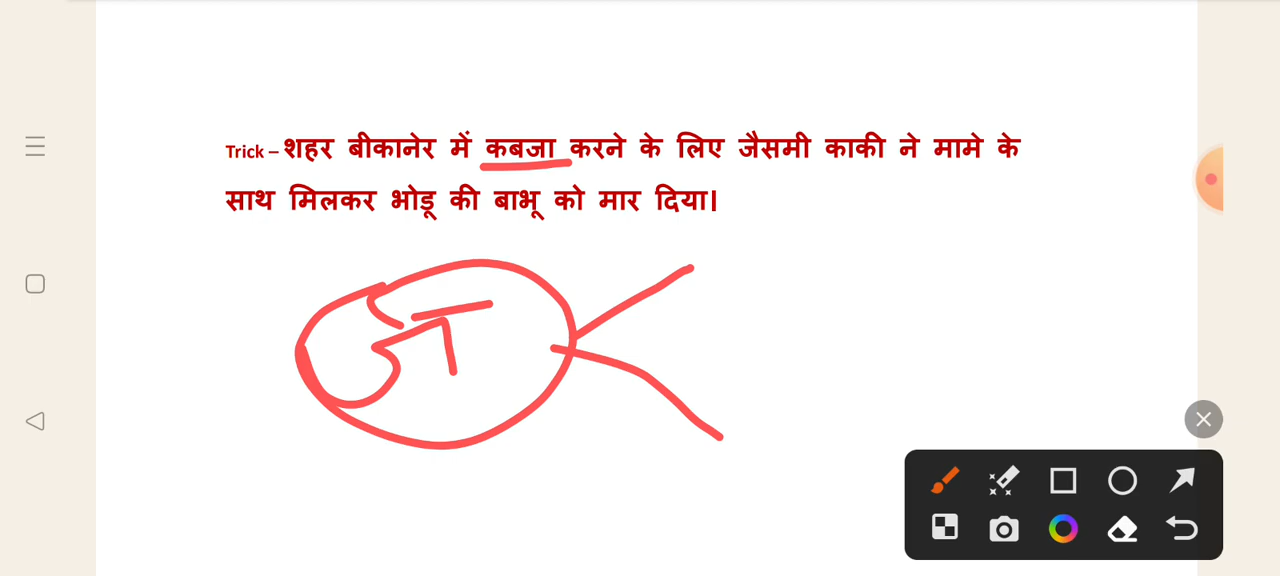 Trick – शहर बीकानेर में कबजा करने के लिए जैसमी काकी ने मामे के
साथ मिलकर भोडू की बाभू को मार दिया।